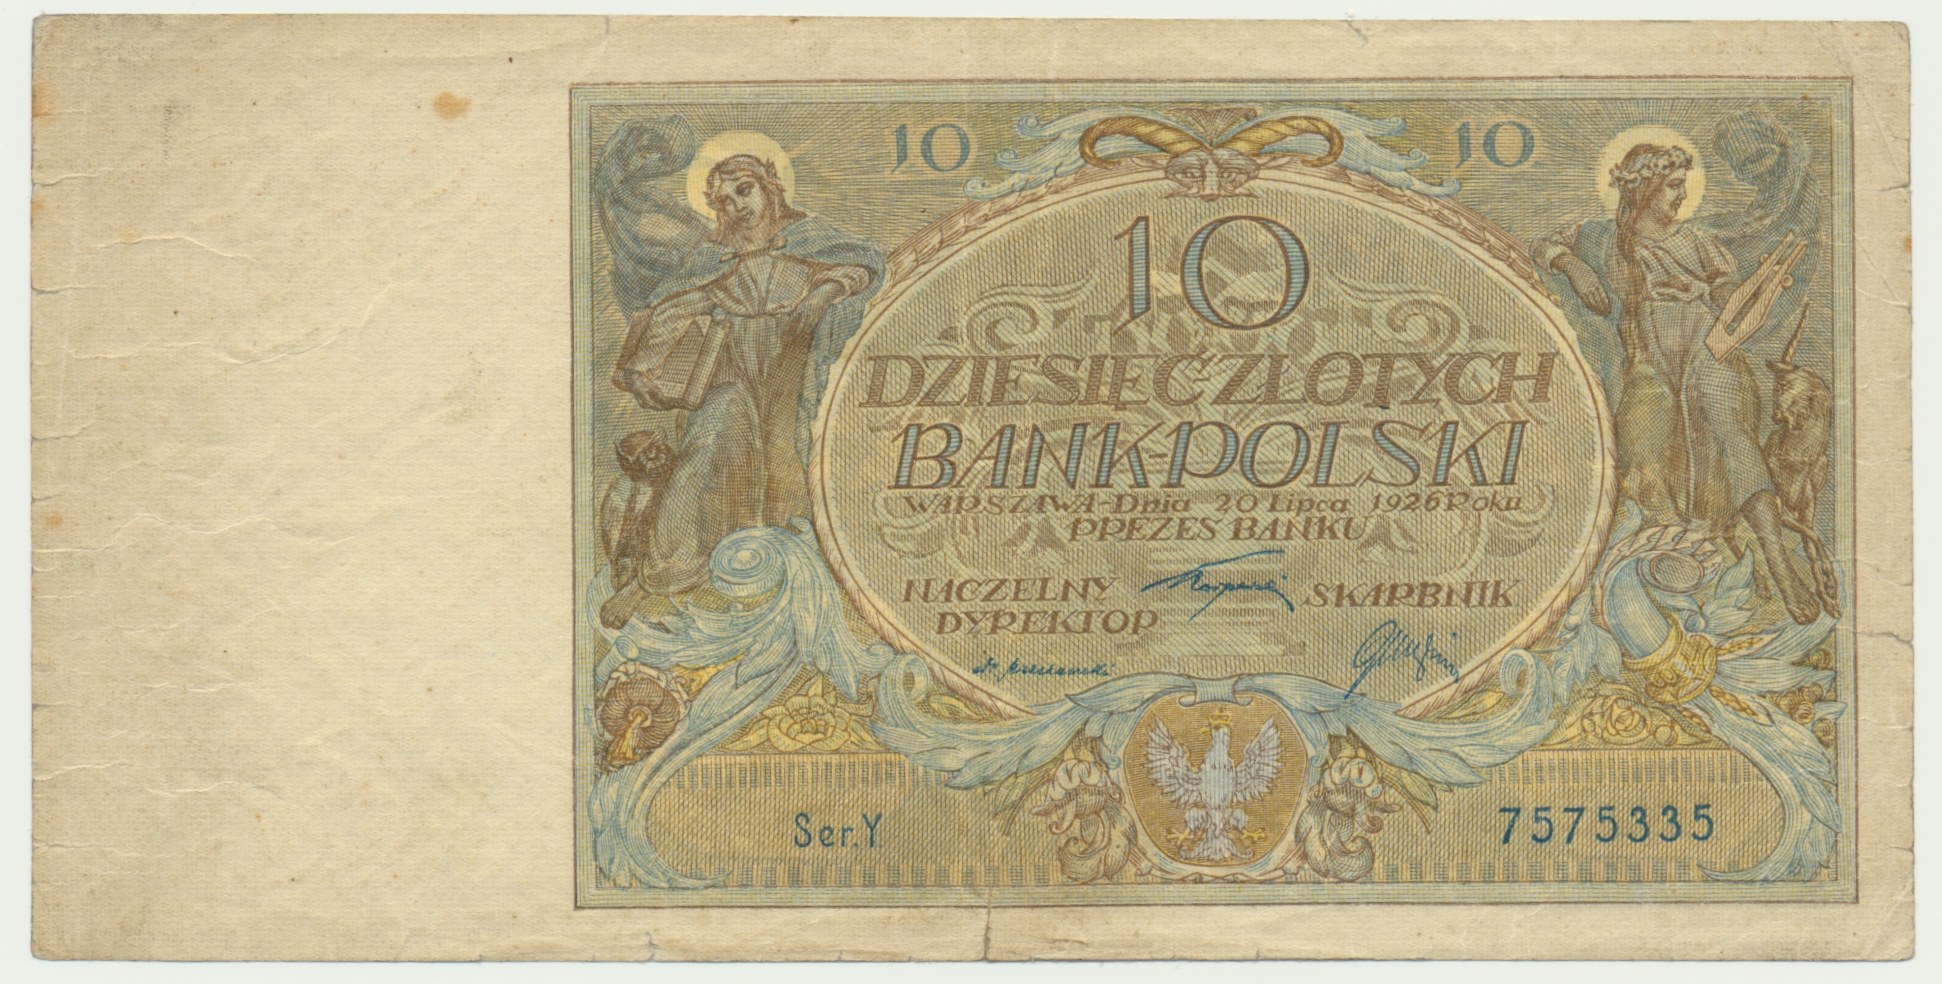 10 10
10
DZIESIĘĆ ZŁOTYCH
BANK-POLSKI
WARSZAWA-Dnia 20 Lipca 1926 Roku
PREZES BANKU
NACZELNY SKARBNIK
DYREKTOR
Ser. Y 7575335